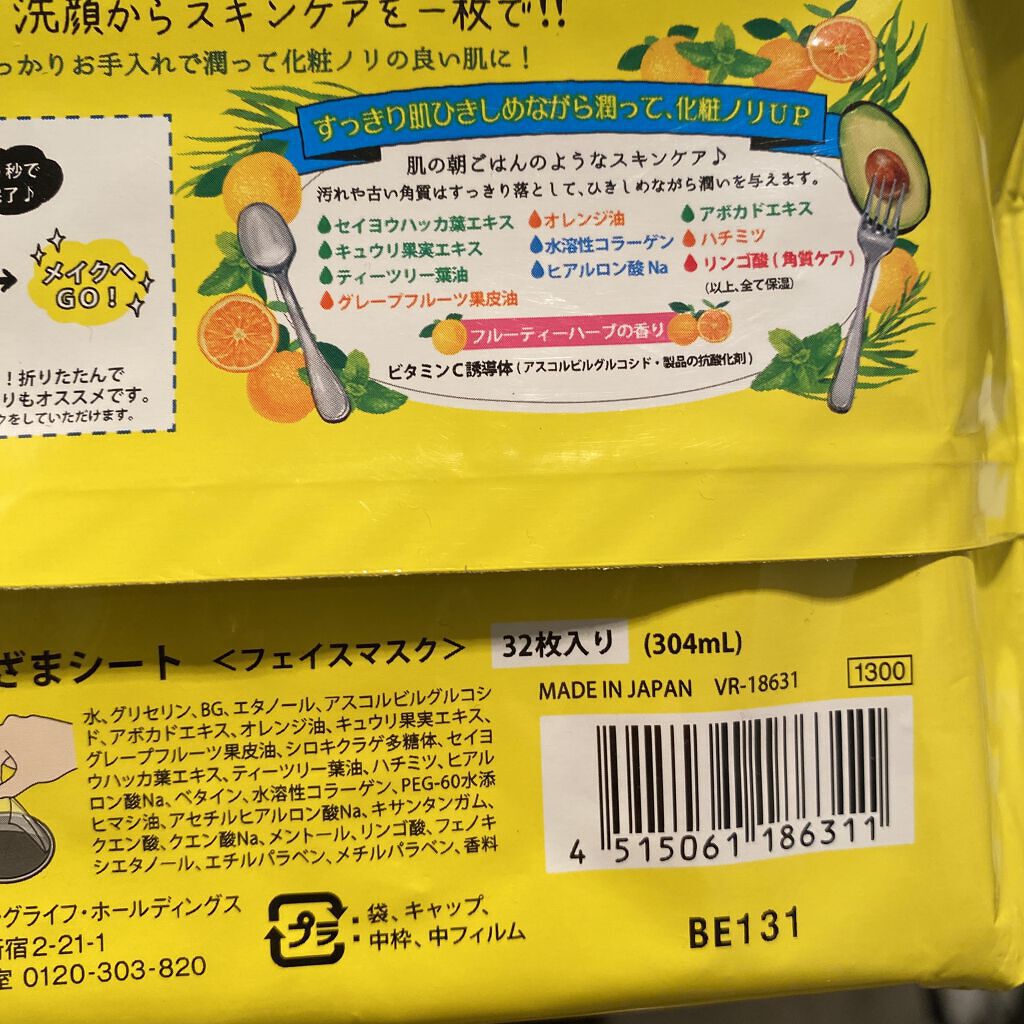 洗顔からスキンケアを一枚で!!
っかりお手入れで潤って化粧ノリの良い肌に！
秒で
了♪
メイクへ
GO！
！折りたたんで
りもオススメです。
クをしていただけます。
すっきり肌ひきしめながら潤って、化粧ノリUP
肌の朝ごはんのようなスキンケア♪
汚れや古い角質はすっきり落として、ひきしめながら潤いを与えます。
セイヨウハッカ葉エキス
キュウリ果実エキス
ティーツリー葉油
グレープフルーツ果皮油
オレンジ油
水溶性コラーゲン
ヒアルロン酸Na
アボカドエキス
ハチミツ
リンゴ酸(角質ケア)
(以上、全て保湿)
フルーティーハーブの香り
ビタミンC誘導体(アスコルビルグルコシド・製品の抗酸化剤)
ざまシート <フェイスマスク> 32枚入り (304mL)
水、グリセリン、BG、エタノール、アスコルビルグルコシ
ド、アボカドエキス、オレンジ油、キュウリ果実エキス、
グレープフルーツ果皮油、シロキクラゲ多糖体、セイヨ
ウハッカ葉エキス、ティーツリー葉油、ハチミツ、ヒアル
ロン酸Na、ベタイン、水溶性コラーゲン、PEG-60水添
ヒマシ油、アセチルヒアルロン酸Na、キサンタンガム、
クエン酸、クエン酸Na、メントール、リンゴ酸、フェノキ
シエタノール、エチルパラベン、メチルパラベン、香料
MADE IN JAPAN VR-18631 1300
4 515061 186311
グライフ・ホールディングス
宿2-21-1
室 0120-303-820
プラ
: 袋、キャップ、
中枠、中フィルム
BE131